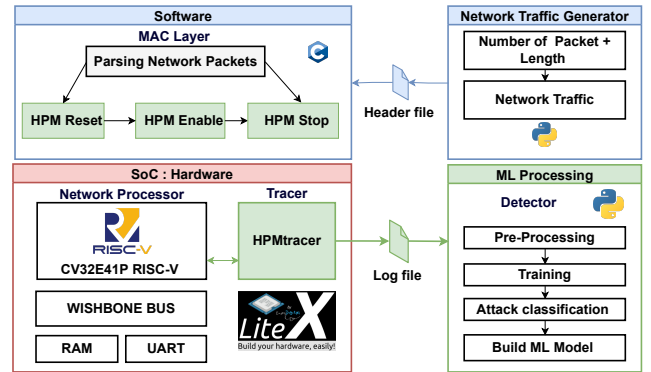 Software
MAC Layer
Parsing Network Packets
C
HPM Reset
HPM Enable
HPM Stop
Header file
Network Traffic Generator
Number of Packet +
Length
Network Traffic
SoC : Hardware
Network Processor
RISC-V
CV32E41P RISC-V
Tracer
HPMtracer
WISHBONE BUS
RAM
UART
LiteX
Build your hardware, easily!
Log file
ML Processing
Detector
Pre-Processing
Training
Attack classification
Build ML Model